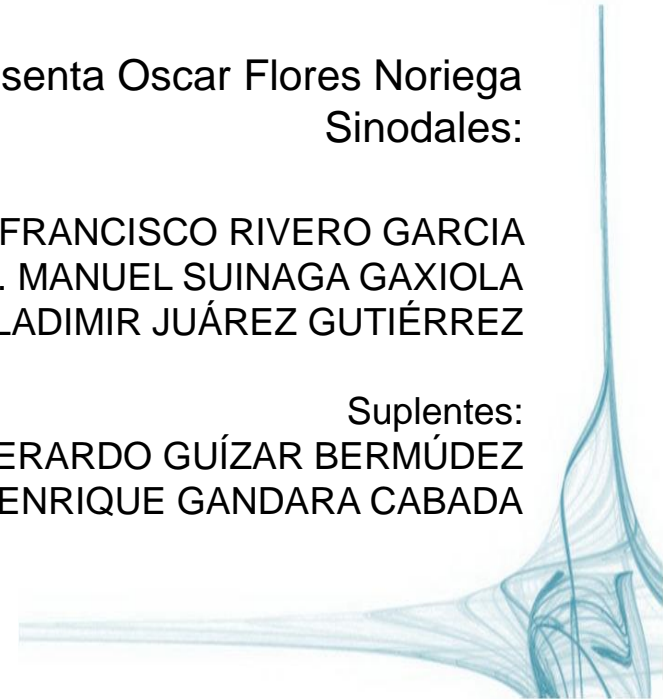 senta Oscar Flores Noriega
Sinodales:
FRANCISCO RIVERO GARCIA
. MANUEL SUINAGA GAXIOLA
LADIMIR JUÁREZ GUTIÉRREZ
Suplentes:
ERARDO GUÍZAR BERMÚDEZ
ENRIQUE GANDARA CABADA